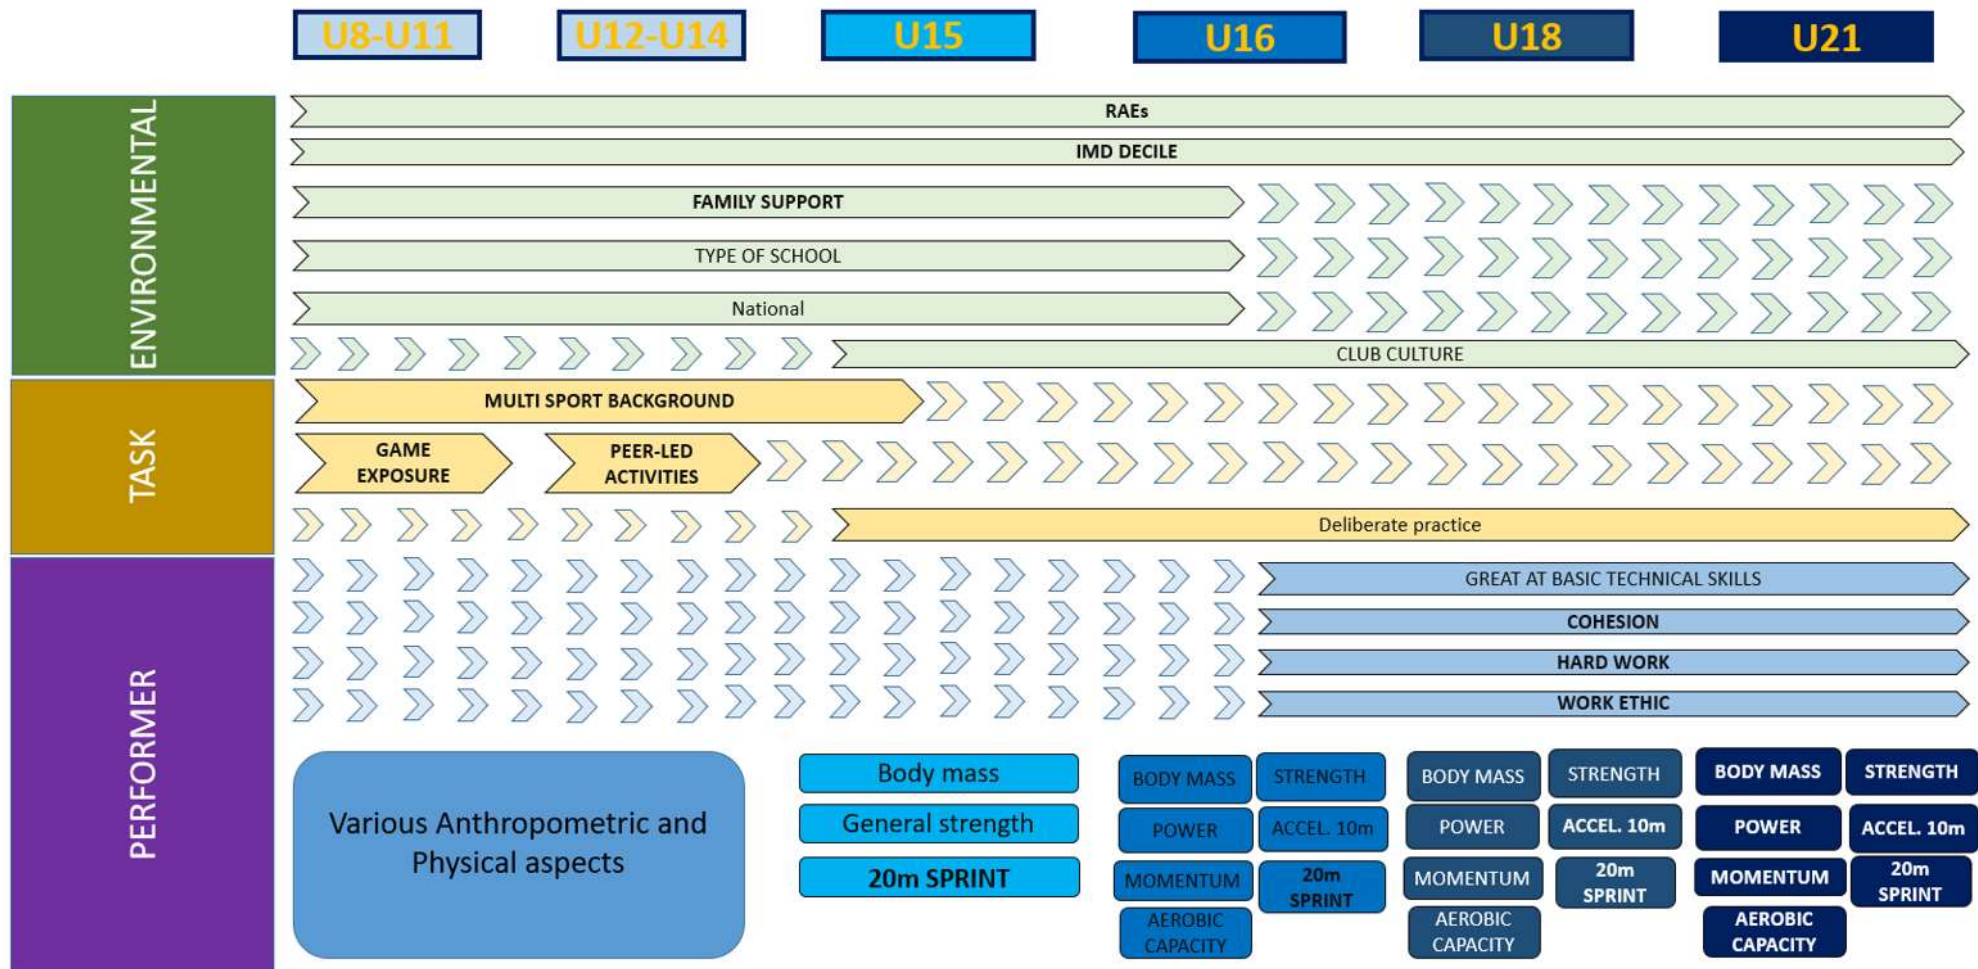 U8-U11
U12-U14
U15
U16
U18
U21
ENVIRONMENTAL
RAEs
IMD DECILE
FAMILY SUPPORT
TYPE OF SCHOOL
National
CLUB CULTURE
TASK
MULTI SPORT BACKGROUND
GAME
EXPOSURE
PEER-LED
ACTIVITIES
Deliberate practice
PERFORMER
GREAT AT BASIC TECHNICAL SKILLS
COHESION
HARD WORK
WORK ETHIC
Various Anthropometric and
Physical aspects
Body mass
General strength
20m SPRINT
BODY MASS
STRENGTH
POWER
ACCEL. 10m
MOMENTUM
20m
SPRINT
AEROBIC
CAPACITY
BODY MASS
STRENGTH
POWER
ACCEL. 10m
MOMENTUM
20m
SPRINT
AEROBIC
CAPACITY
BODY MASS
STRENGTH
POWER
ACCEL. 10m
MOMENTUM
20m
SPRINT
AEROBIC
CAPACITY